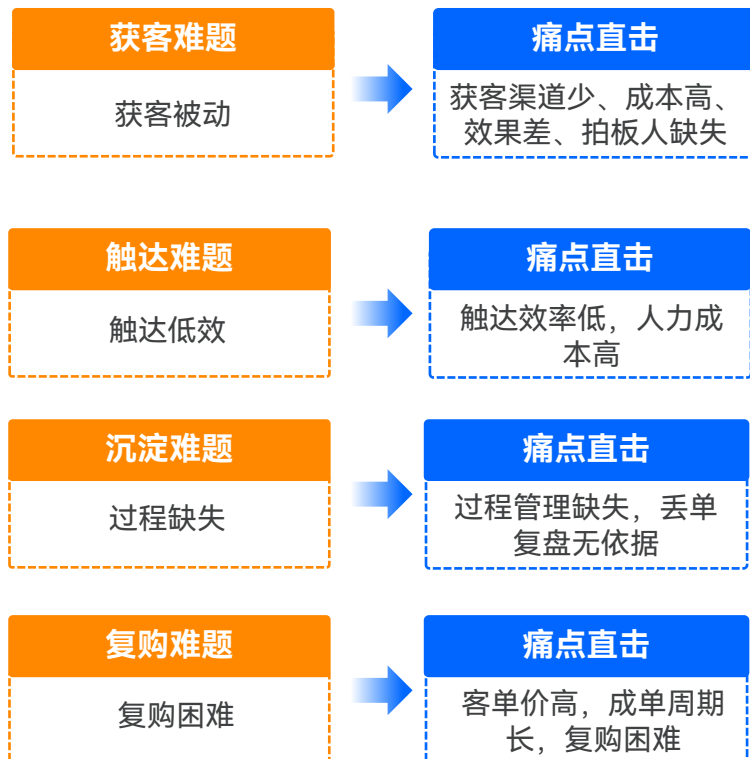 获客难题
痛点直击
获客被动
获客渠道少、成本高、
效果差、拍板人缺失
触达难题
痛点直击
触达低效
触达效率低，人力成
本高
沉淀难题
痛点直击
过程缺失
过程管理缺失，丢单
复盘无依据
复购难题
痛点直击
复购困难
客单价高，成单周期
长，复购困难